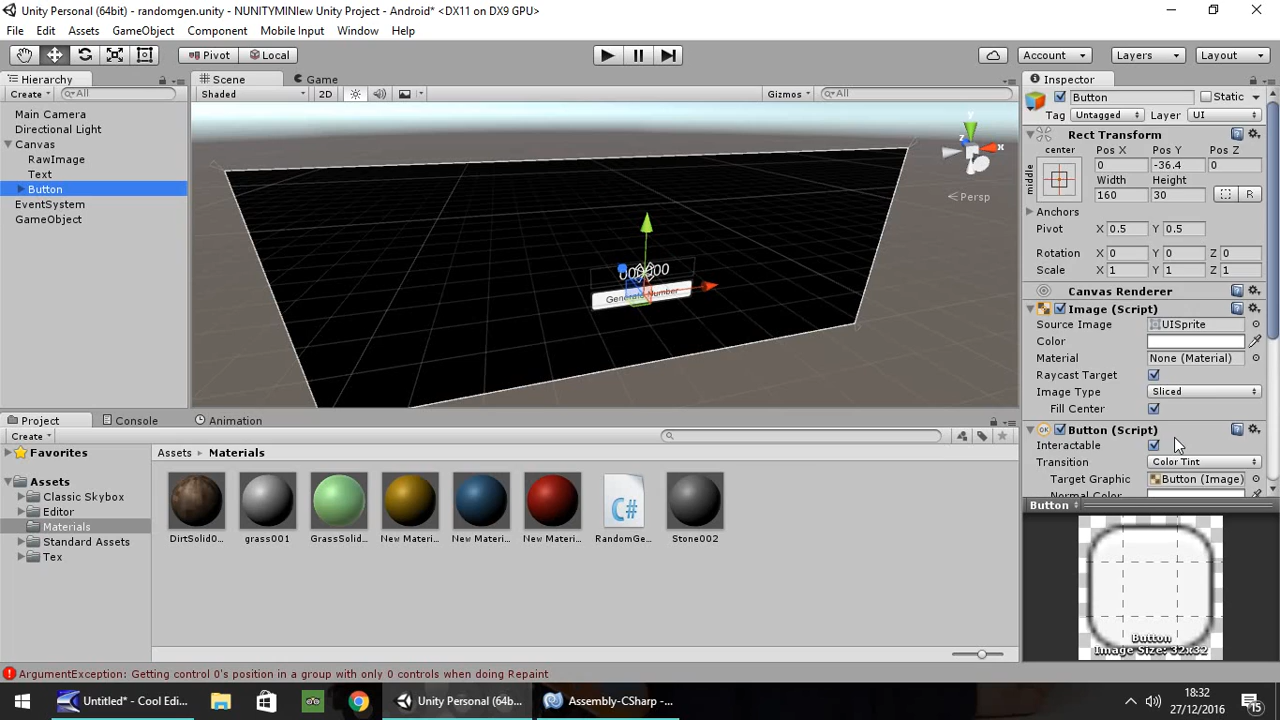 Unity Personal (64bit) - randomgen.unity - NUNITYMINIew Unity Project - Android* <DX11 on DX9 GPU>
File Edit Assets GameObject Component Mobile Input Window Help
Pivot Local Account Layers Layout
Hierarchy Scene Game Inspector
Create All Shaded 2D Gizmos All
Button Static
Tag Untagged Layer UI
Main Camera
Directional Light
Canvas
RawImage
Text
Button
EventSystem
GameObject
y
z
x
Persp
Generate Number
Rect Transform
center Pos X Pos Y Pos Z
middle 0 -36.4 0
Width Height
160 30 R
Anchors
Pivot X 0.5 Y 0.5
Rotation X 0 Y 0 Z 0
Scale X 1 Y 1 Z 1
Canvas Renderer
Image (Script)
Source Image UISprite
Color
Material None (Material)
Raycast Target
Image Type Sliced
Fill Center
Button (Script)
Interactable
Transition Color Tint
Target Graphic Button (Image)
Normal Color
Button
Button
Image Size: 32x32
Project Console Animation
Create
Favorites
Assets
Classic Skybox
Editor
Materials
Standard Assets
Tex
Assets Materials
DirtSolid0... grass001 GrassSolid... New Materi... New Materi... New Materi... RandomGe... Stone002
C#
ArgumentException: Getting control 0's position in a group with only 0 controls when doing Repaint
Untitled* - Cool Edi... Unity Personal (64b... Assembly-CSharp -...
18:32
27/12/2016
15